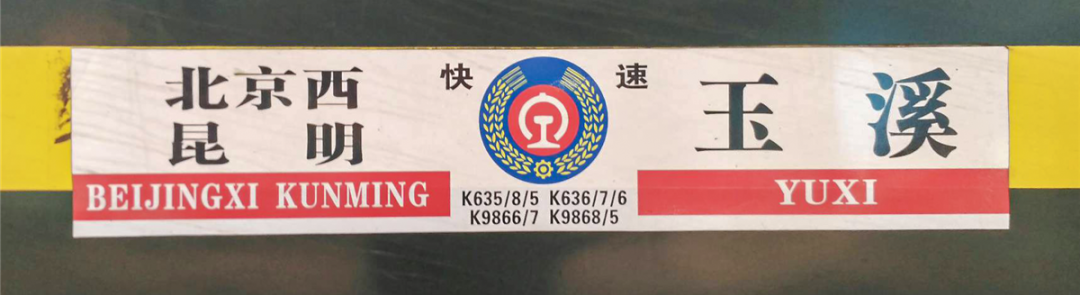 北京西
昆明
BEIJINGXI KUNMING
快速
K635/8/5 K636/7/6
K9866/7 K9868/5
玉溪
YUXI